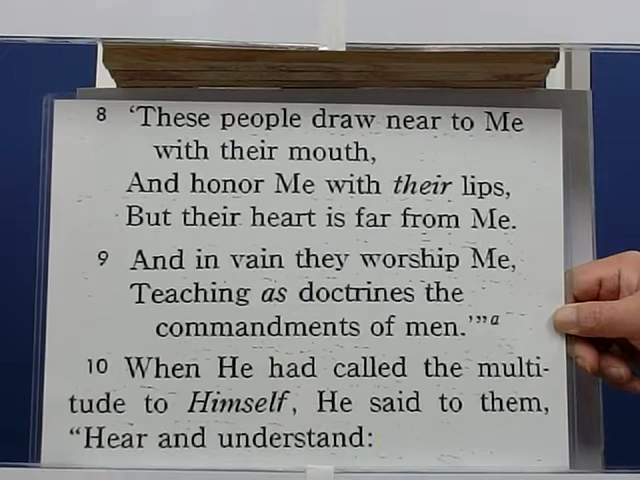 8 ‘These people draw near to Me
with their mouth,
And honor Me with their lips,
But their heart is far from Me.
9 And in vain they worship Me,
Teaching as doctrines the
commandments of men.’”a
10 When He had called the multi-
tude to Himself, He said to them,
“Hear and understand: